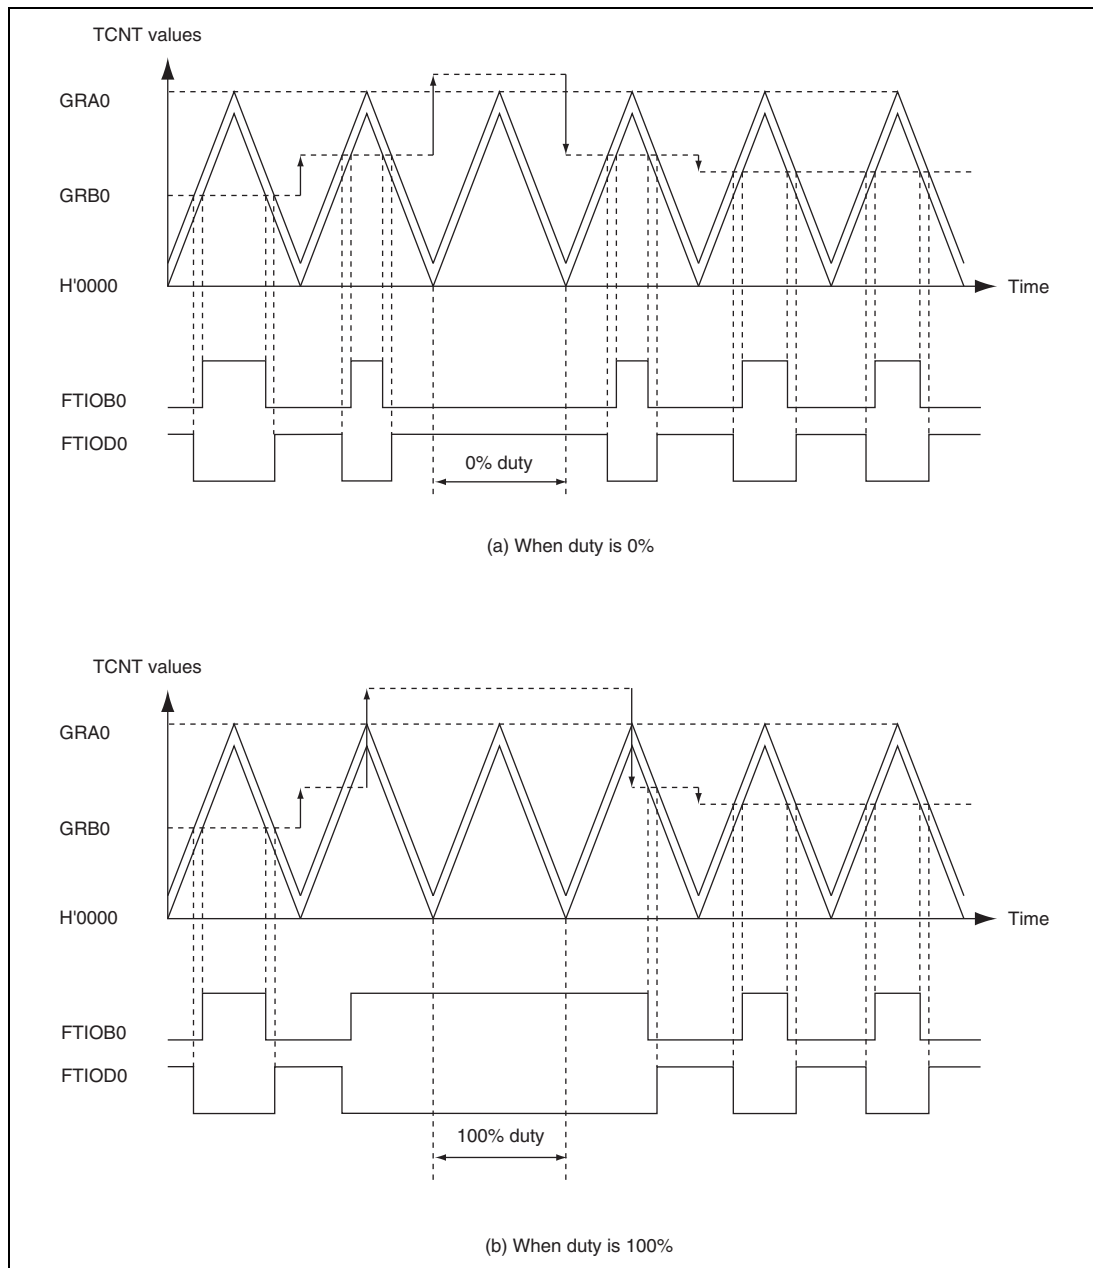 TCNT values
GRA0
GRB0
H'0000
Time
FTIOB0
FTIOD0
0% duty
(a) When duty is 0%
TCNT values
GRA0
GRB0
H'0000
Time
FTIOB0
FTIOD0
100% duty
(b) When duty is 100%